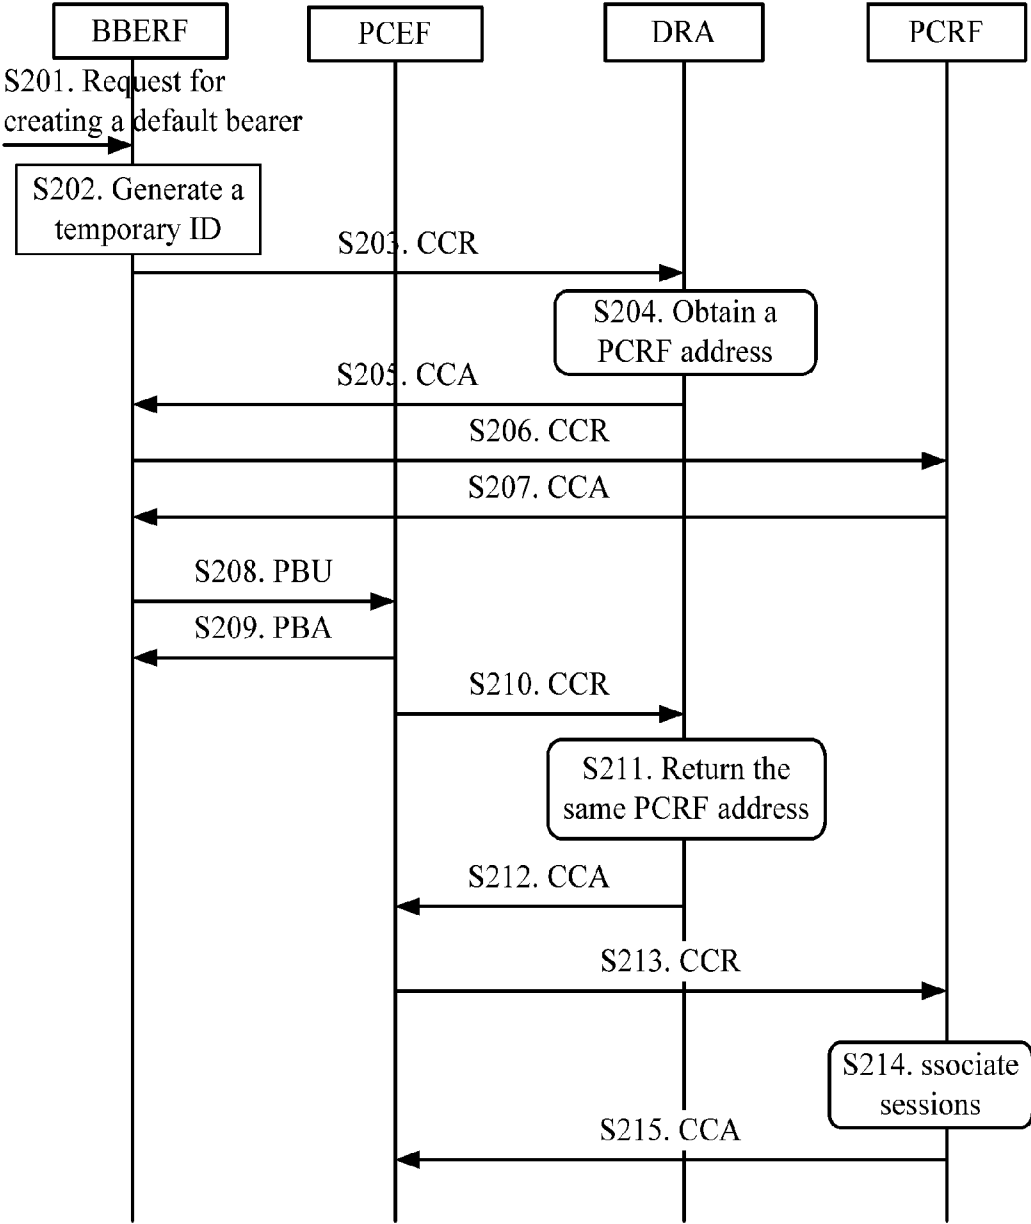 BBERF
PCEF
DRA
PCRF
S201. Request for
creating a default bearer
S202. Generate a
temporary ID
S203. CCR
S204. Obtain a
PCRF address
S205. CCA
S206. CCR
S207. CCA
S208. PBU
S209. PBA
S210. CCR
S211. Return the
same PCRF address
S212. CCA
S213. CCR
S214. ssociate
sessions
S215. CCA